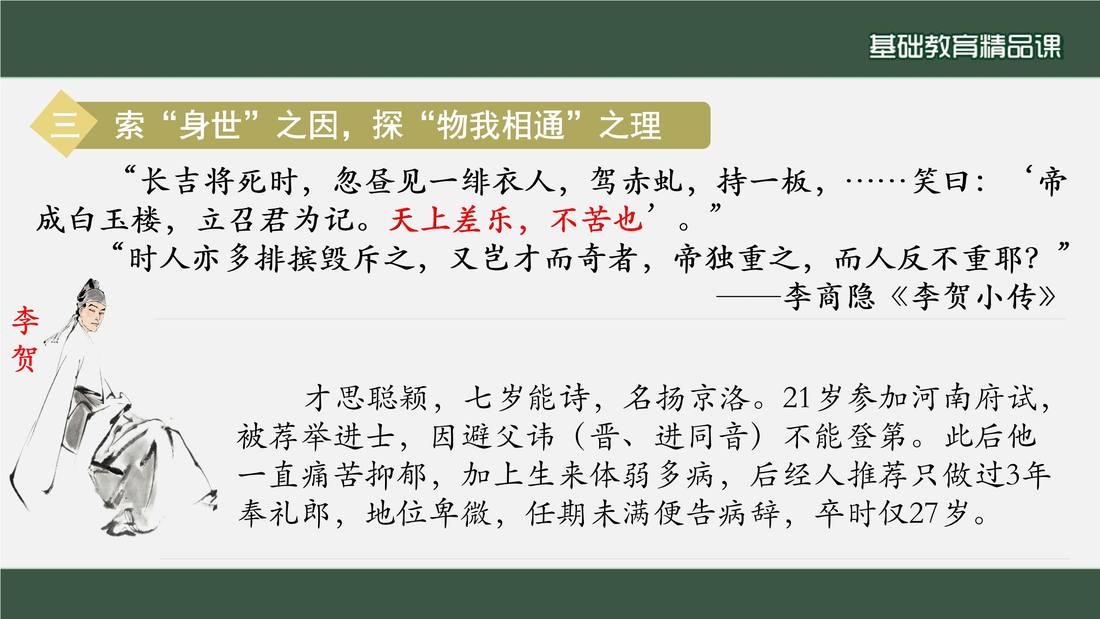 基础教育精品课
三 索“身世”之因，探“物我相通”之理
“长吉将死时，忽昼见一绯衣人，驾赤虬，持一板，……笑曰：‘帝
成白玉楼，立召君为记。天上差乐，不苦也’。”
“时人亦多排摈毁斥之，又岂才而奇者，帝独重之，而人反不重耶？”
——李商隐《李贺小传》
李贺
才思聪颖，七岁能诗，名扬京洛。21岁参加河南府试，
被荐举进士，因避父讳（晋、进同音）不能登第。此后他
一直痛苦抑郁，加上生来体弱多病，后经人推荐只做过3年
奉礼郎，地位卑微，任期未满便告病辞，卒时仅27岁。